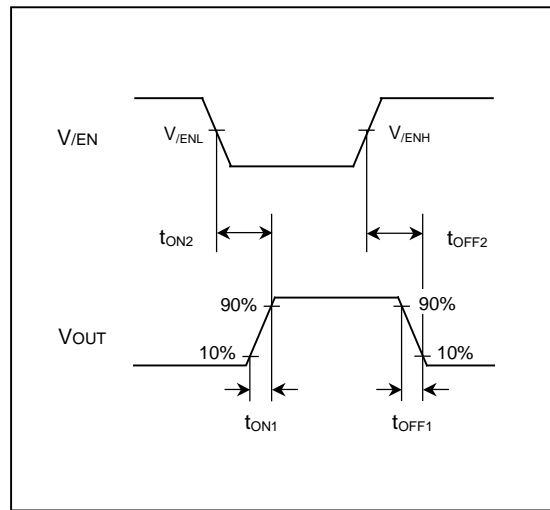 V/EN
V/ENL
V/ENH
tON2
tOFF2
90%
90%
VOUT
10%
10%
tON1
tOFF1